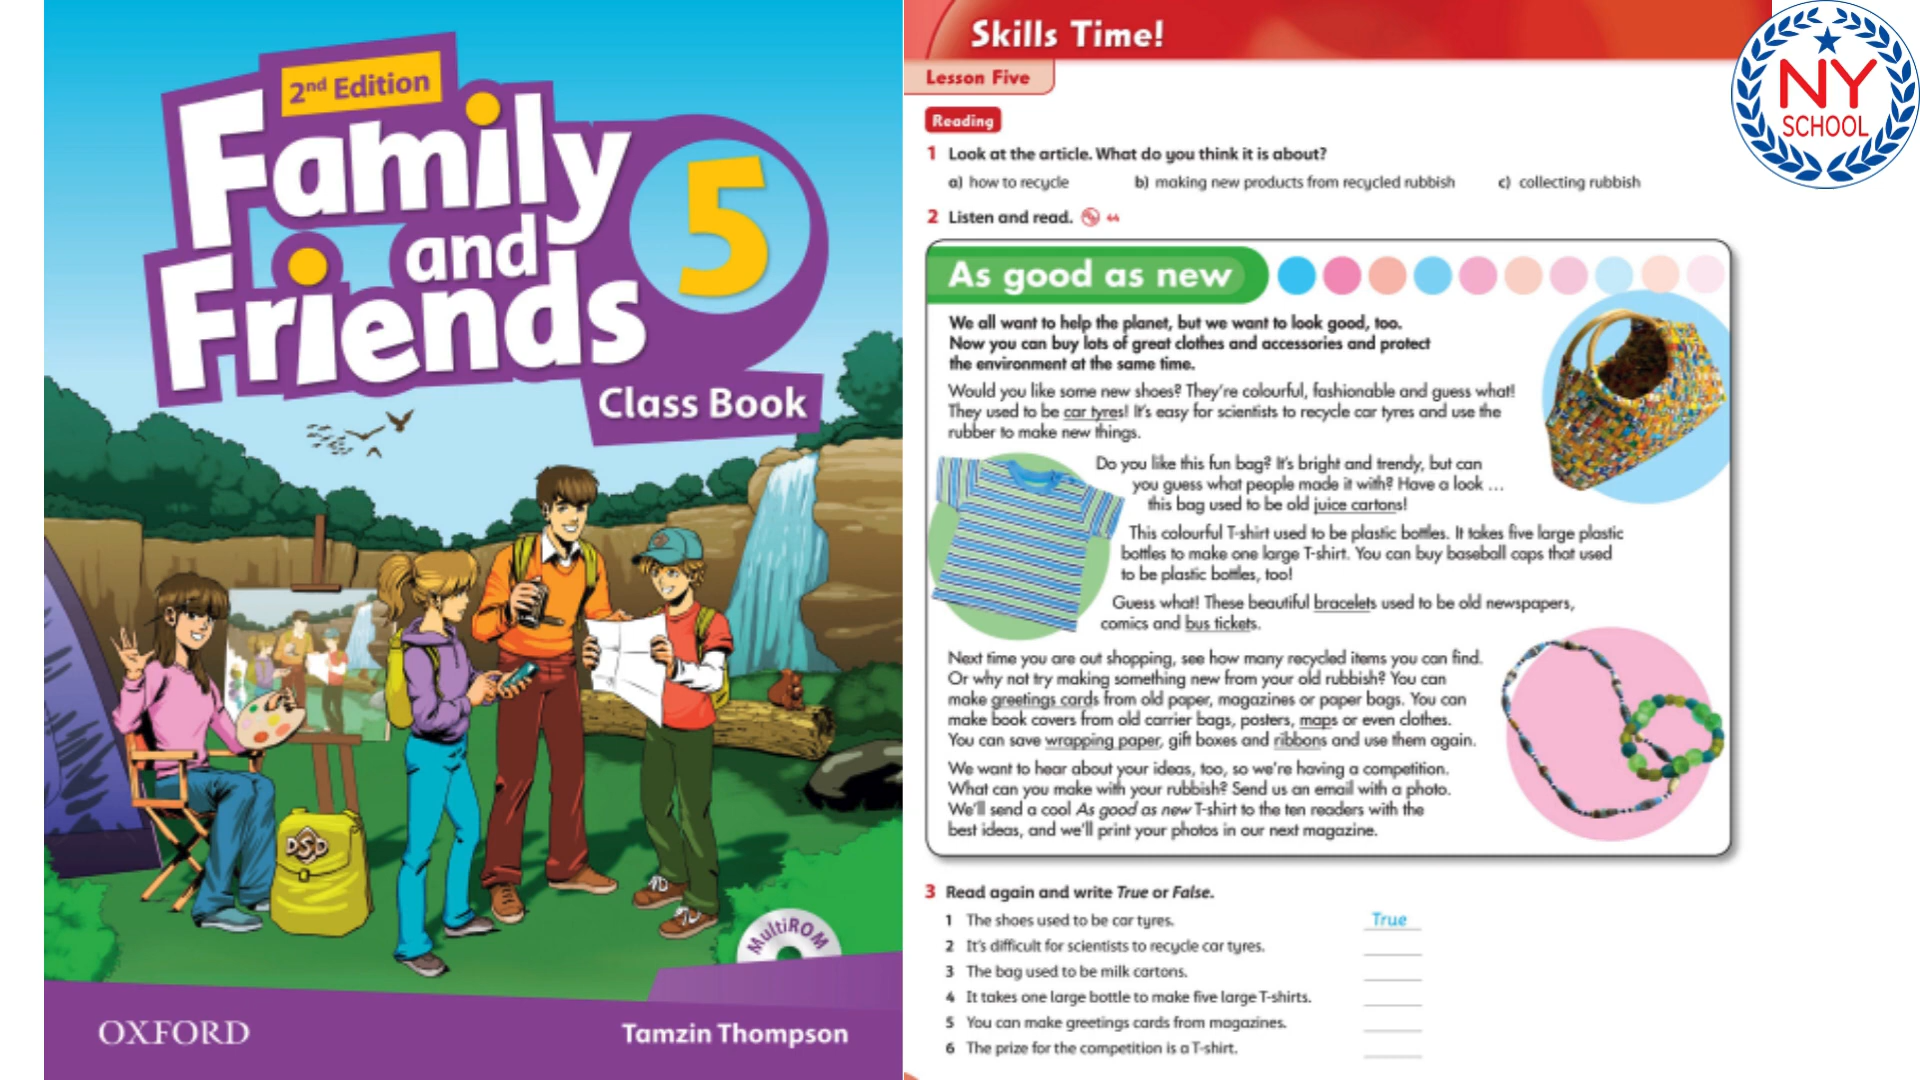 2nd Edition
Family
and
Friends
5
Class Book
DSD
MultiROM
OXFORD
Tamzin Thompson
Skills Time!
Lesson Five
Reading
1 Look at the article. What do you think it is about?
a) how to recycle b) making new products from recycled rubbish c) collecting rubbish
2 Listen and read. 44
As good as new
We all want to help the planet, but we want to look good, too.
Now you can buy lots of great clothes and accessories and protect
the environment at the same time.
Would you like some new shoes? They're colourful, fashionable and guess what!
They used to be car tyres! It's easy for scientists to recycle car tyres and use the
rubber to make new things.
Do you like this fun bag? It's bright and trendy, but can
you guess what people made it with? Have a look ...
this bag used to be old juice cartons!
This colourful T-shirt used to be plastic bottles. It takes five large plastic
bottles to make one large T-shirt. You can buy baseball caps that used
to be plastic bottles, too!
Guess what! These beautiful bracelets used to be old newspapers,
comics and bus tickets.
Next time you are out shopping, see how many recycled items you can find.
Or why not try making something new from your old rubbish? You can
make greetings cards from old paper, magazines or paper bags. You can
make book covers from old carrier bags, posters, maps or even clothes.
You can save wrapping paper, gift boxes and ribbons and use them again.
We want to hear about your ideas, too, so we're having a competition.
What can you make with your rubbish? Send us an email with a photo.
We'll send a cool As good as new T-shirt to the ten readers with the
best ideas, and we'll print your photos in our next magazine.
3 Read again and write True or False.
1 The shoes used to be car tyres. True
2 It's difficult for scientists to recycle car tyres.
3 The bag used to be milk cartons.
4 It takes one large bottle to make five large T-shirts.
5 You can make greetings cards from magazines.
6 The prize for the competition is a T-shirt.
NY
SCHOOL